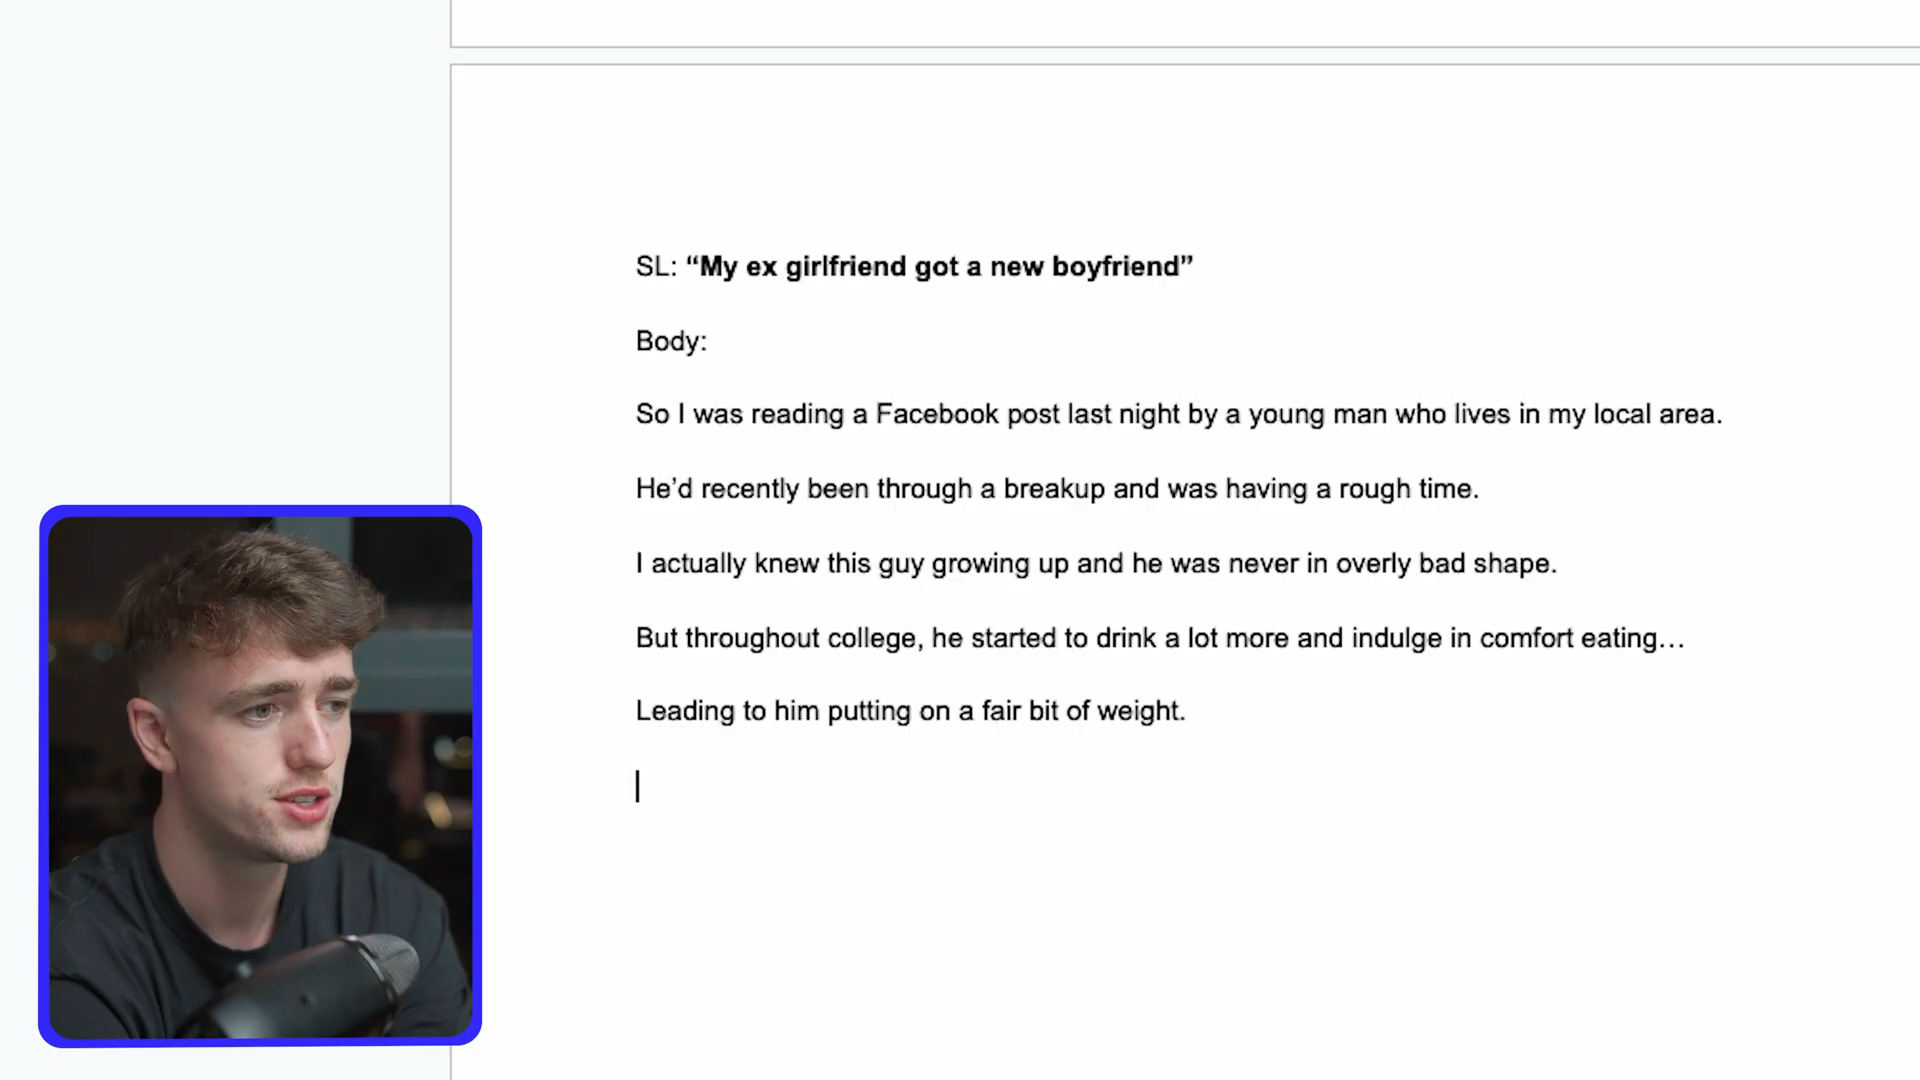 SL: “My ex girlfriend got a new boyfriend”
Body:
So I was reading a Facebook post last night by a young man who lives in my local area.
He’d recently been through a breakup and was having a rough time.
I actually knew this guy growing up and he was never in overly bad shape.
But throughout college, he started to drink a lot more and indulge in comfort eating…
Leading to him putting on a fair bit of weight.